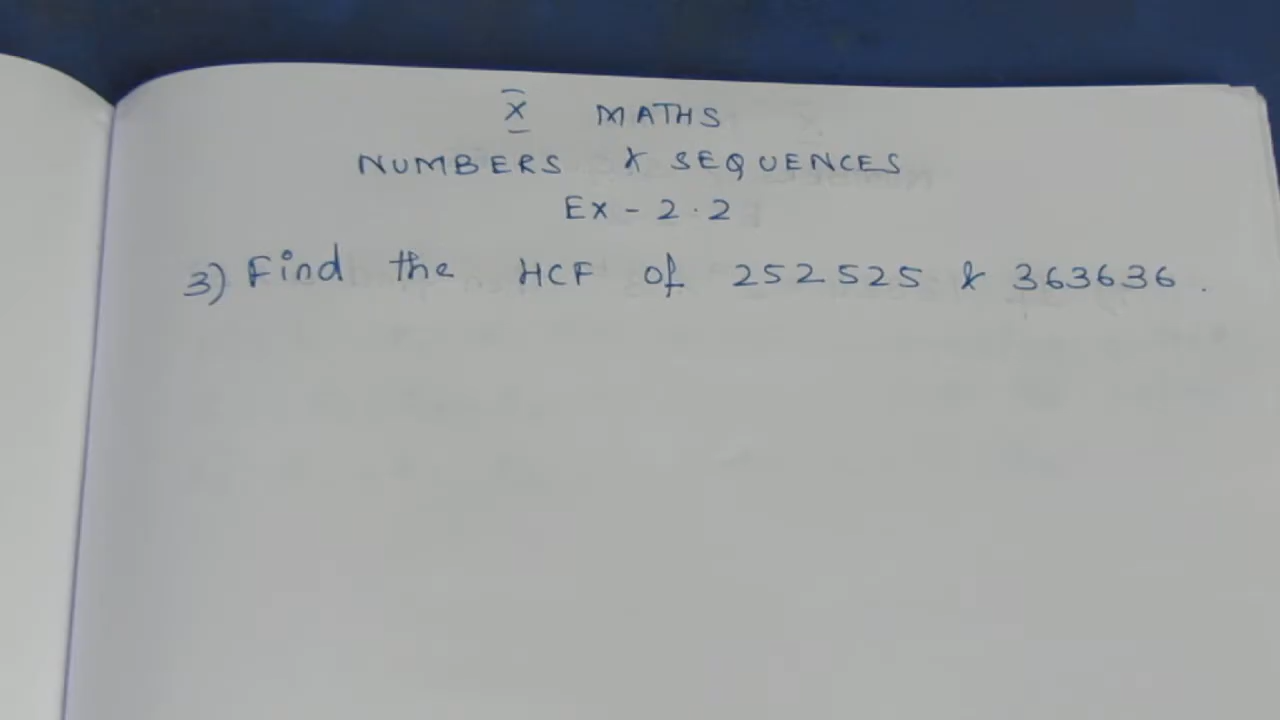 X MATHS
NUMBERS & SEQUENCES
Ex - 2.2
3) Find the HCF of 252525 & 363636.